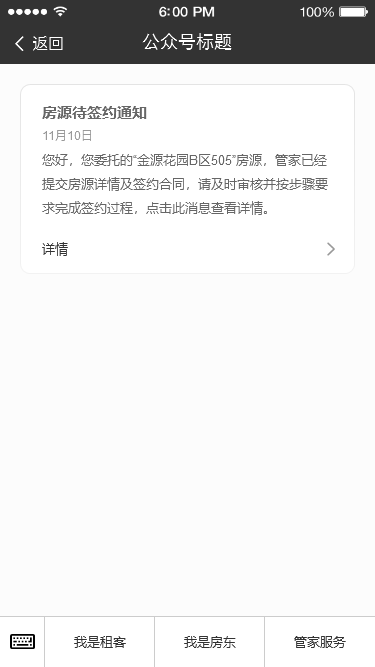 6:00 PM
100%
返回
公众号标题
房源待签约通知
11月10日
您好，您委托的“金源花园B区505”房源，管家已经
提交房源详情及签约合同，请及时审核并按步骤要
求完成签约过程，点击此消息查看详情。
详情
我是租客
我是房东
管家服务